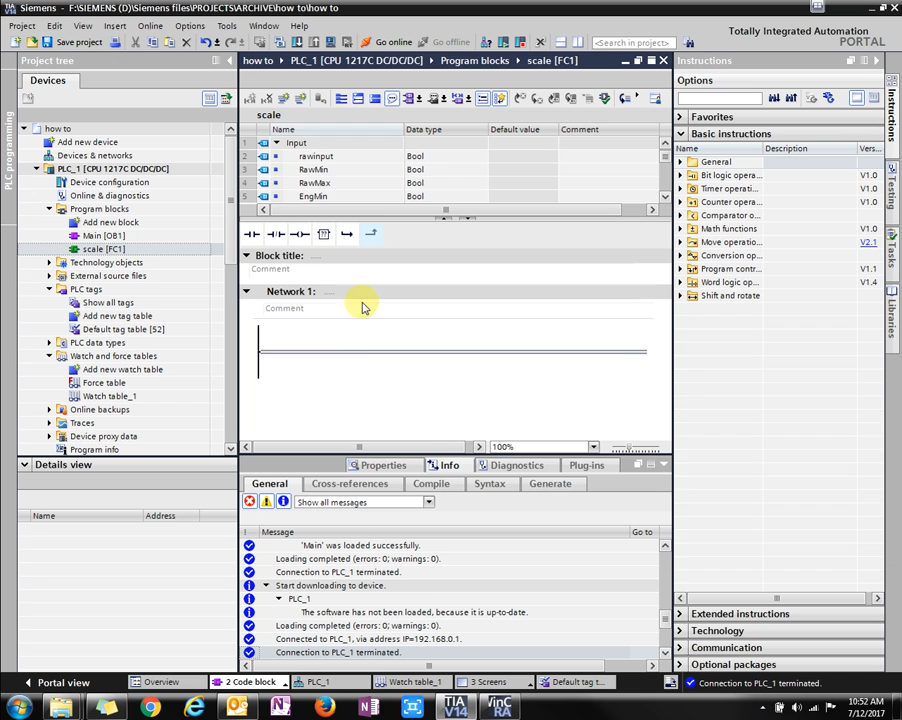 Siemens - F:\SIEMENS (D)\Siemens files\PROJECTS\ARCHIVE\how to\how to
Project Edit View Insert Online Options Tools Window Help
Save project Go online Go offline <Search in project>
Totally Integrated Automation
PORTAL
Project tree
how to PLC_1 [CPU 1217C DC/DC/DC] Program blocks scale [FC1]
Instructions
Devices
Options
PLC programming
scale
Name Data type Default value Comment
1 Input
2 rawinput Bool
3 RawMin Bool
4 RawMax Bool
5 EngMin Bool
how to
Add new device
Devices & networks
PLC_1 [CPU 1217C DC/DC/DC]
Device configuration
Online & diagnostics
Program blocks
Add new block
Main [OB1]
scale [FC1]
Technology objects
External source files
PLC tags
Show all tags
Add new tag table
Default tag table [52]
PLC data types
Watch and force tables
Add new watch table
Force table
Watch table_1
Online backups
Traces
Device proxy data
Program info
Details view
Name Address
Block title:
Comment
Network 1:
Comment
100%
Favorites
Basic instructions
Name Description Vers...
General
Bit logic opera... V1.0
Timer operati... V1.0
Counter opera... V1.0
Comparator o...
Math functions
Move operatio... V2.1
Conversion op...
Program contr... V1.1
Word logic op... V1.4
Shift and rotate
Extended instructions
Technology
Communication
Optional packages
Instructions
Testing
Tasks
Libraries
Properties Info Diagnostics Plug-ins
General Cross-references Compile Syntax Generate
Show all messages
! Message Go to
'Main' was loaded successfully.
Loading completed (errors: 0; warnings: 0).
Connection to PLC_1 terminated.
Start downloading to device.
PLC_1
The software has not been loaded, because it is up-to-date.
Loading completed (errors: 0; warnings: 0).
Connected to PLC_1, via address IP=192.168.0.1.
Connection to PLC_1 terminated.
Portal view Overview 2 Code block PLC_1 Watch table_1 3 Screens Default tag t...
Connection to PLC_1 terminated.
TIA V14
VinC RA
10:52 AM
7/12/2017